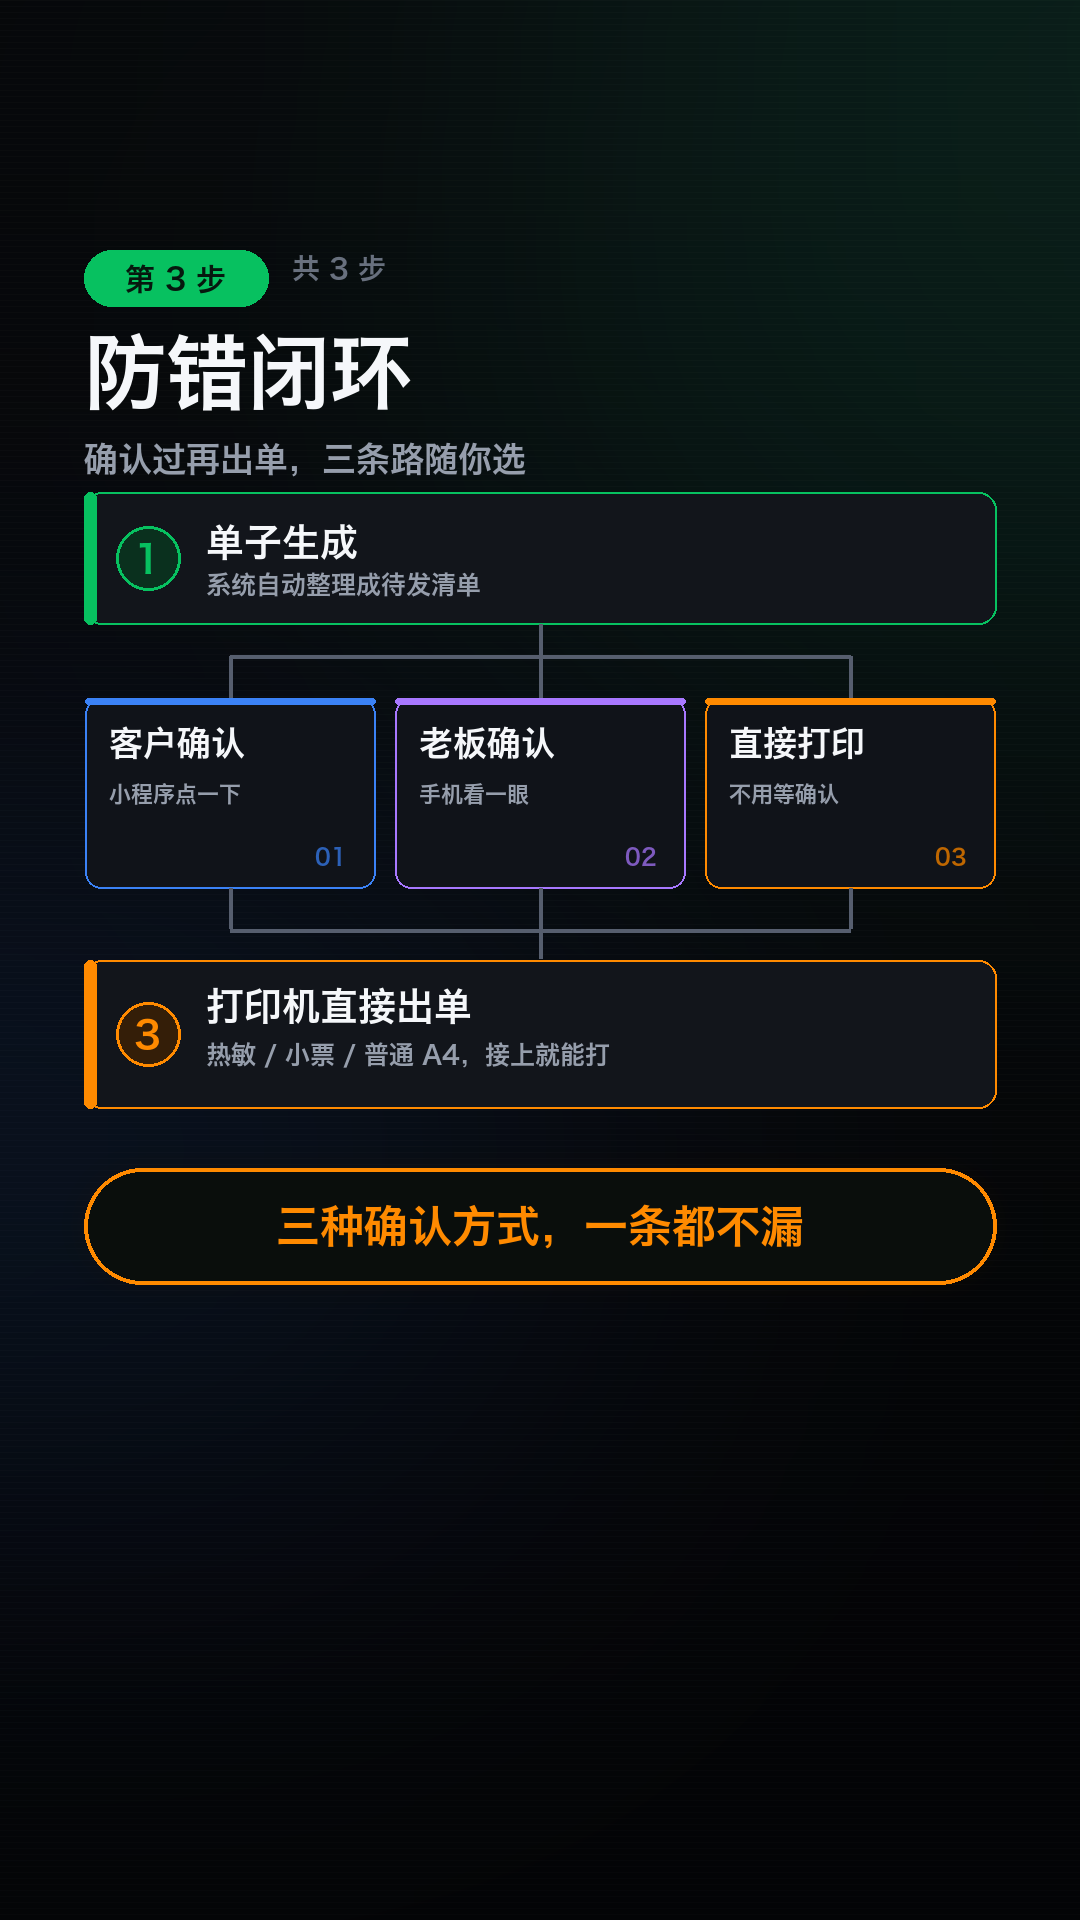 第 3 步
共 3 步
防错闭环
确认过再出单，三条路随你选
1
单子生成
系统自动整理成待发清单
客户确认
小程序点一下
01
老板确认
手机看一眼
02
直接打印
不用等确认
03
3
打印机直接出单
热敏 / 小票 / 普通 A4，接上就能打
三种确认方式，一条都不漏